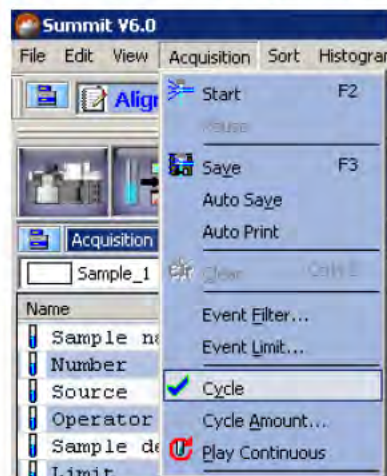 Summit V6.0
File Edit View Acquisition Sort Histogra
Align
Start F2
Pause
Save F3
Auto Save
Auto Print
Clear
Acquisition
Sample_1
Name
Sample na
Number
Source
Operator
Sample de
Limit
Event Filter...
Event Limit...
Cycle
Cycle Amount...
Play Continuous